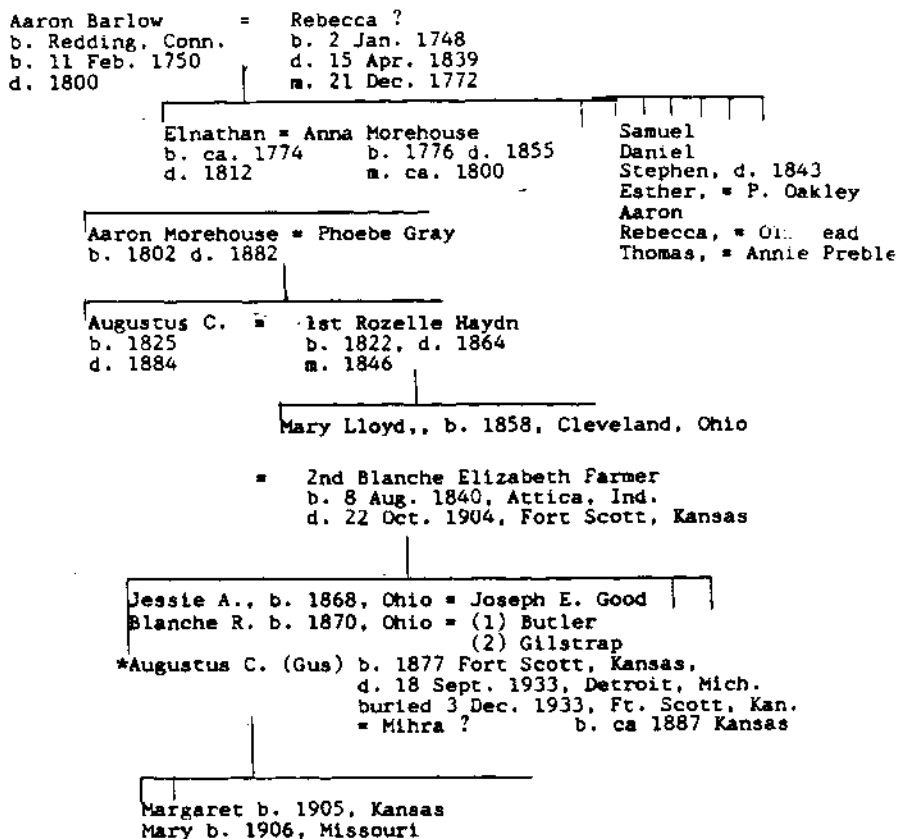 Aaron Barlow = Rebecca ?
b. Redding, Conn. b. 2 Jan. 1748
b. 11 Feb. 1750 d. 15 Apr. 1839
d. 1800 m. 21 Dec. 1772
Elnathan = Anna Morehouse
b. ca. 1774 b. 1776 d. 1855
d. 1812 m. ca. 1800
Samuel
Daniel
Stephen, d. 1843
Esther, = P. Oakley
Aaron
Rebecca, =
Thomas, = Annie Preble
Aaron Morehouse = Phoebe Gray
b. 1802 d. 1882
Augustus C. = 1st Rozelle Haydn
b. 1825 b. 1822, d. 1864
d. 1884 m. 1846
Mary Lloyd,, b. 1858, Cleveland, Ohio
= 2nd Blanche Elizabeth Farmer
b. 8 Aug. 1840, Attica, Ind.
d. 22 Oct. 1904, Fort Scott, Kansas
Jessie A., b. 1868, Ohio = Joseph E. Good
Blanche R. b. 1870, Ohio = (1) Butler
(2) Gilstrap
*Augustus C. (Gus) b. 1877 Fort Scott, Kansas,
d. 18 Sept. 1933, Detroit, Mich.
buried 3 Dec. 1933, Ft. Scott, Kan.
= Mihra ? b. ca 1887 Kansas
Margaret b. 1905, Kansas
Mary b. 1906, Missouri